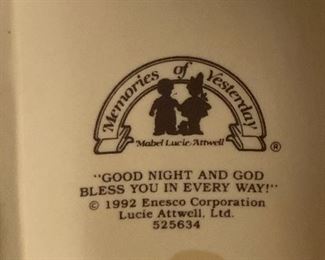 Memories of Yesterday
Mabel Lucie Attwell
®
"GOOD NIGHT AND GOD
BLESS YOU IN EVERY WAY!"
© 1992 Enesco Corporation
Lucie Attwell, Ltd.
525634